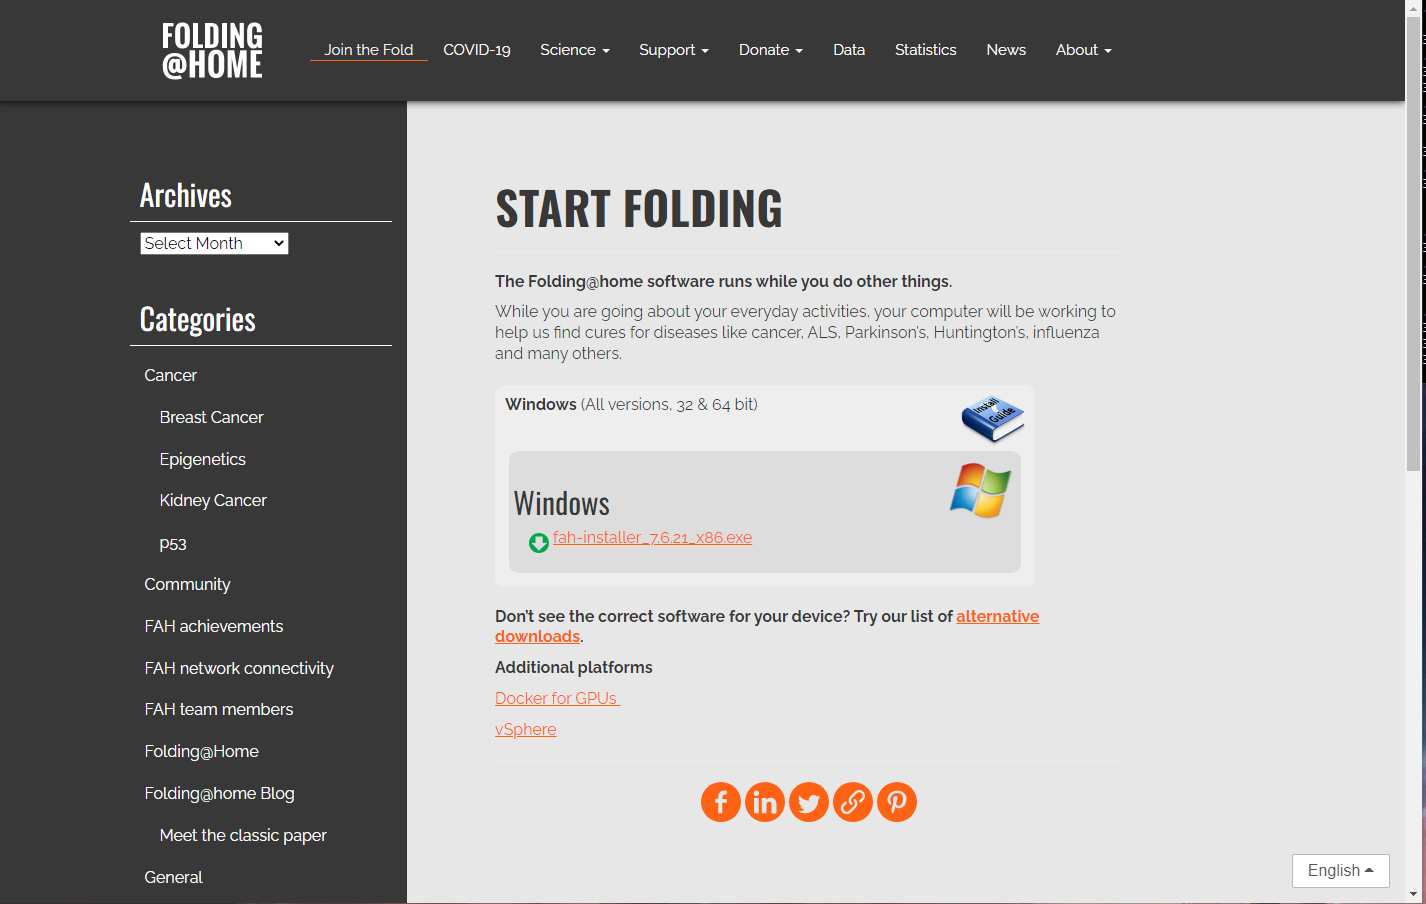 FOLDING
@HOME
Join the Fold
COVID-19
Science
Support
Donate
Data
Statistics
News
About
Archives
Select Month
Categories
Cancer
Breast Cancer
Epigenetics
Kidney Cancer
p53
Community
FAH achievements
FAH network connectivity
FAH team members
Folding@Home
Folding@home Blog
Meet the classic paper
General
START FOLDING
The Folding@home software runs while you do other things.
While you are going about your everyday activities, your computer will be working to
help us find cures for diseases like cancer, ALS, Parkinson's, Huntington's, influenza
and many others.
Windows (All versions, 32 & 64 bit)
Install
Guide
Windows
fah-installer_7.6.21_x86.exe
Don't see the correct software for your device? Try our list of alternative
downloads.
Additional platforms
Docker for GPUs
vSphere
English